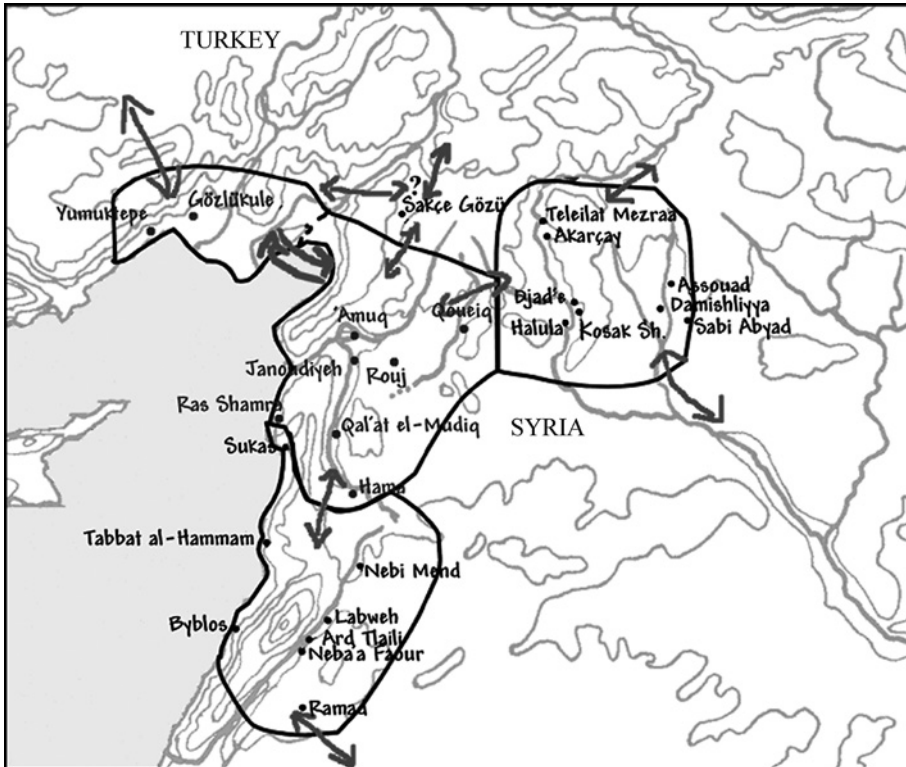 TURKEY
?
Sakçe Gözü
Gözlükule
Yumuktepe
?
Teleilat Mezraa
Akarçay
Assouad
Djad'e
Damishliyya
Halula
Kosak Sh.
Sabi Abyad
'Amuq
Qoueiq
Janoudiyeh
Rouj
Ras Shamra
SYRIA
Qal'at el-Mudiq
Sukas
Hama
Tabbat al-Hammam
Nebi Mend
Byblos
Labweh
Ard Tlaili
Neba'a Faour
Ramad